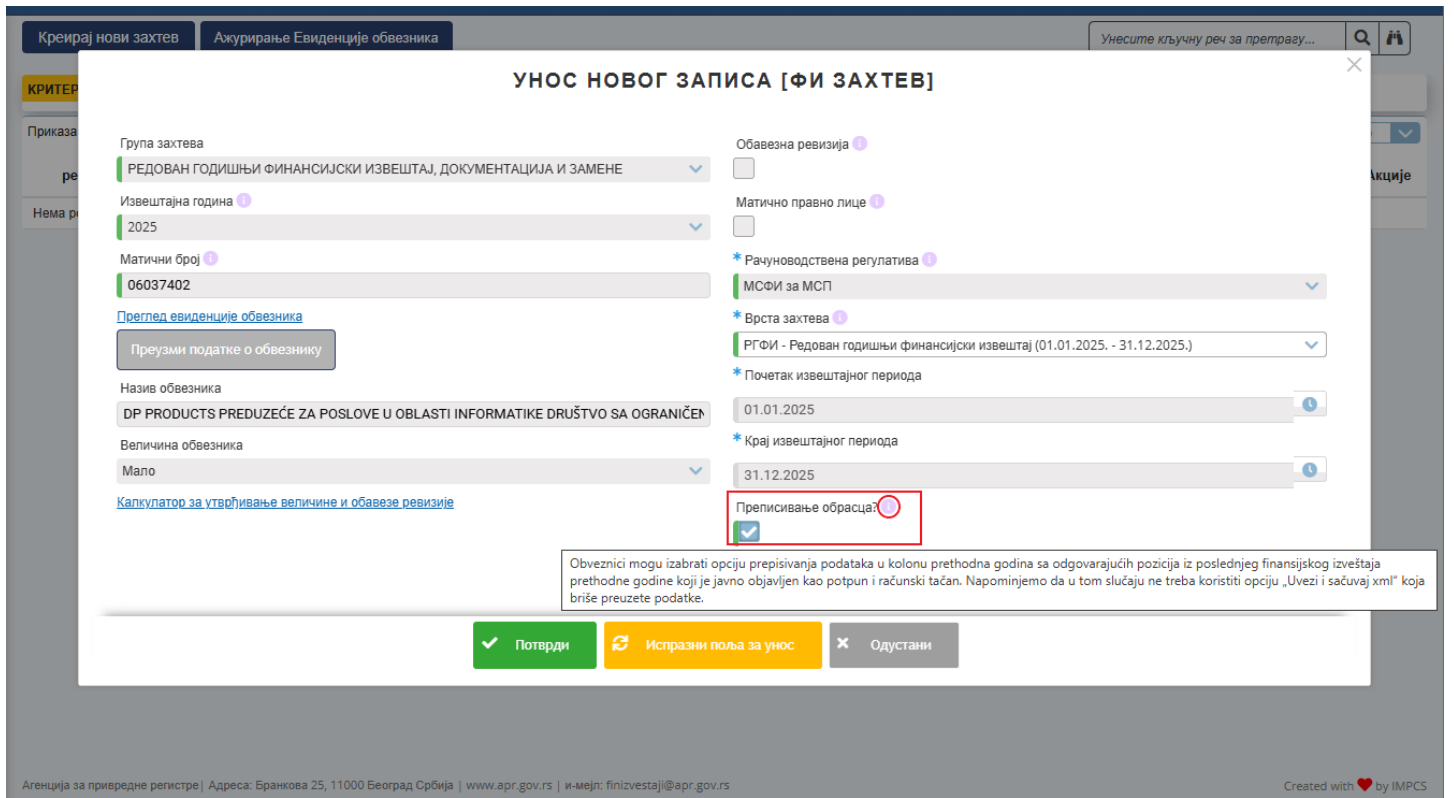 Креирај нови захтев
Ажурирање Евиденције обвезника
Унесите кључну реч за претрагу...
КРИТЕР
УНОС НОВОГ ЗАПИСА [ФИ ЗАХТЕВ]
Приказа
ре
Акције
Нема ре
Група захтева
РЕДОВАН ГОДИШЊИ ФИНАНСИЈСКИ ИЗВЕШТАЈ, ДОКУМЕНТАЦИЈА И ЗАМЕНЕ
Извештајна година
2025
Матични број
06037402
Преглед евиденције обвезника
Преузми податке о обвезнику
Назив обвезника
DP PRODUCTS PREDUZEĆE ZA POSLOVE U OBLASTI INFORMATIKE DRUŠTVO SA OGRANIČEN
Величина обвезника
Мало
Калкулатор за утврђивање величине и обавезе ревизије
Обавезна ревизија
Матично правно лице
* Рачуноводствена регулатива
МСФИ за МСП
* Врста захтева
РГФИ - Редован годишњи финансијски извештај (01.01.2025. - 31.12.2025.)
* Почетак извештајног периода
01.01.2025
* Крај извештајног периода
31.12.2025
Преписивање обрасца?
Obveznici mogu izabrati opciju prepisivanja podataka u kolonu prethodna godina sa odgovarajućih pozicija iz poslednjeg finansijskog izveštaja
prethodne godine koji je javno objavljen kao potpun i računski tačan. Napominjemo da u tom slučaju ne treba koristiti opciju „Uvezi i sačuvaj xml" koja
briše preuzete podatke.
Потврди
Испразни поља за унос
Одустани
Агенција за привредне регистре| Адреса: Бранкова 25, 11000 Београд Србија | www.apr.gov.rs | и-мејл: finizvestaji@apr.gov.rs
Created with ❤ by IMPCS